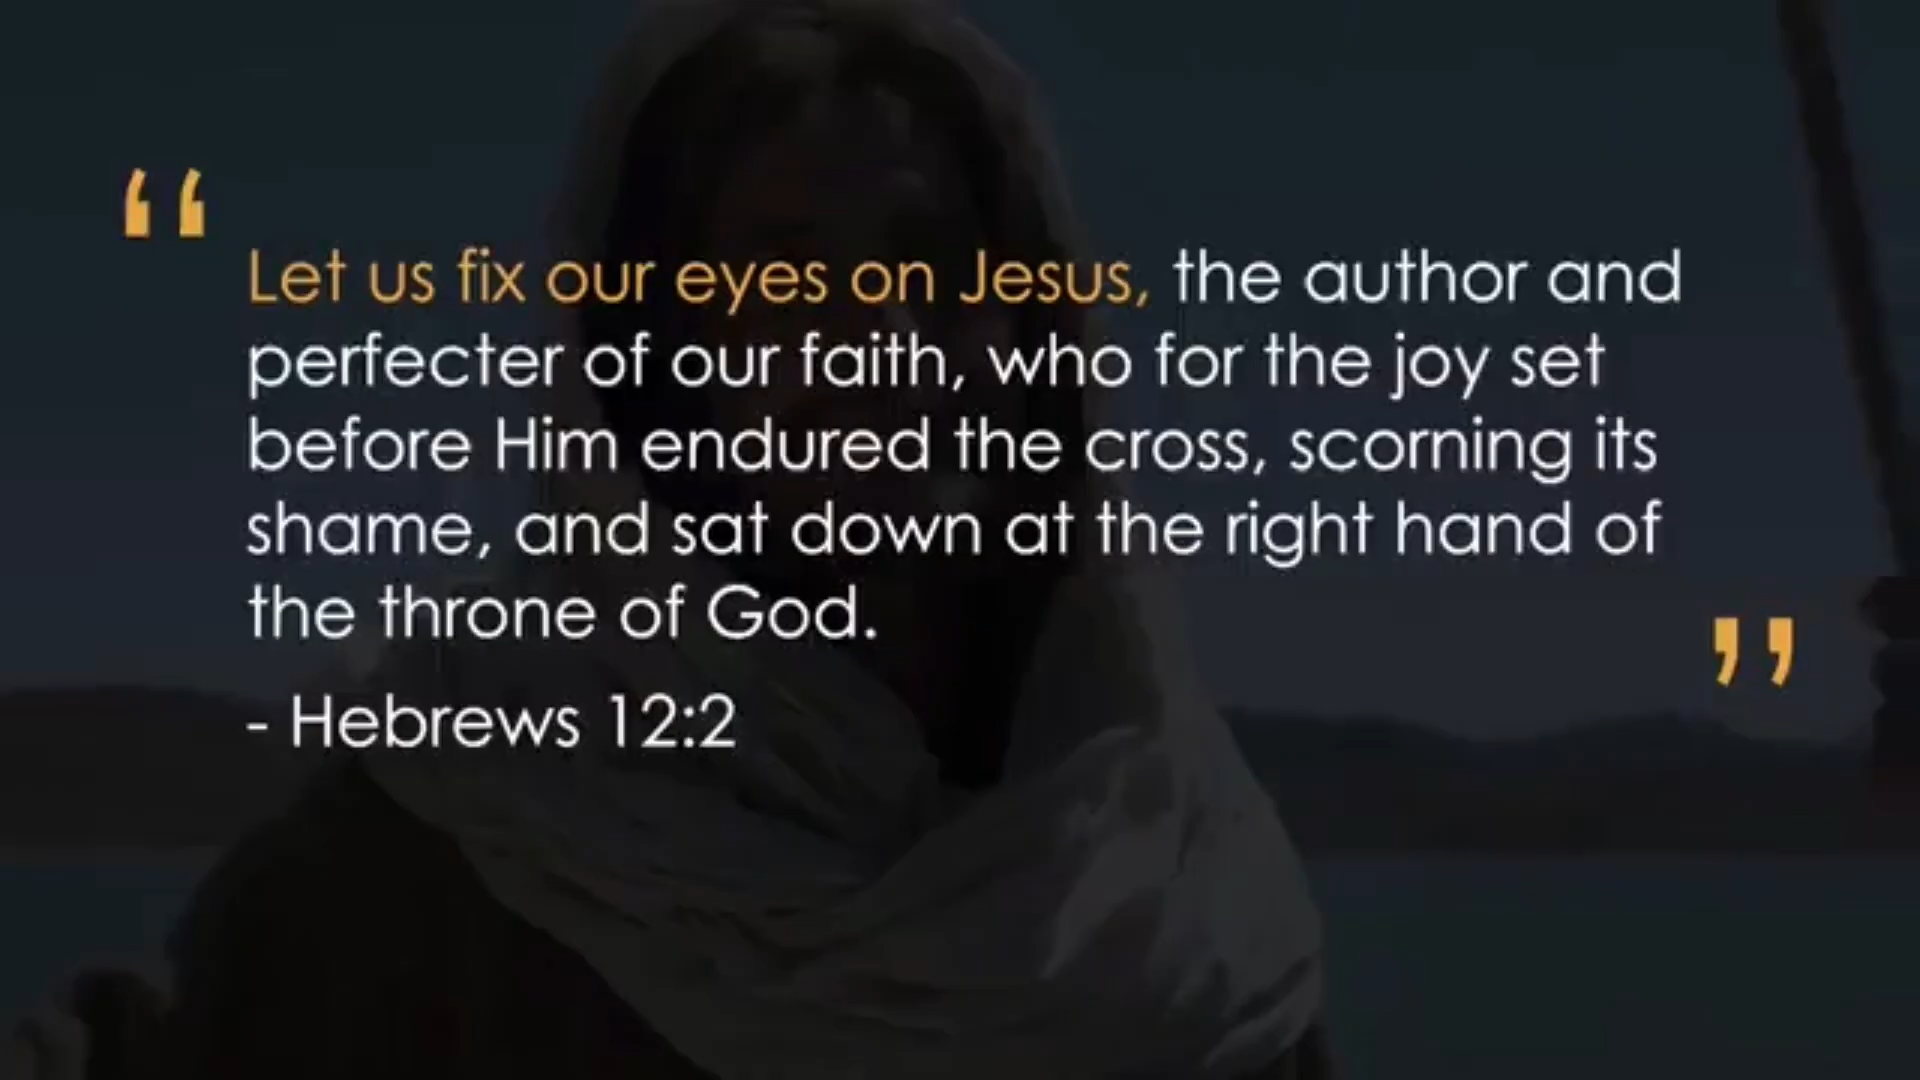 “
Let us fix our eyes on Jesus, the author and
perfecter of our faith, who for the joy set
before Him endured the cross, scorning its
shame, and sat down at the right hand of
the throne of God.
”
- Hebrews 12:2